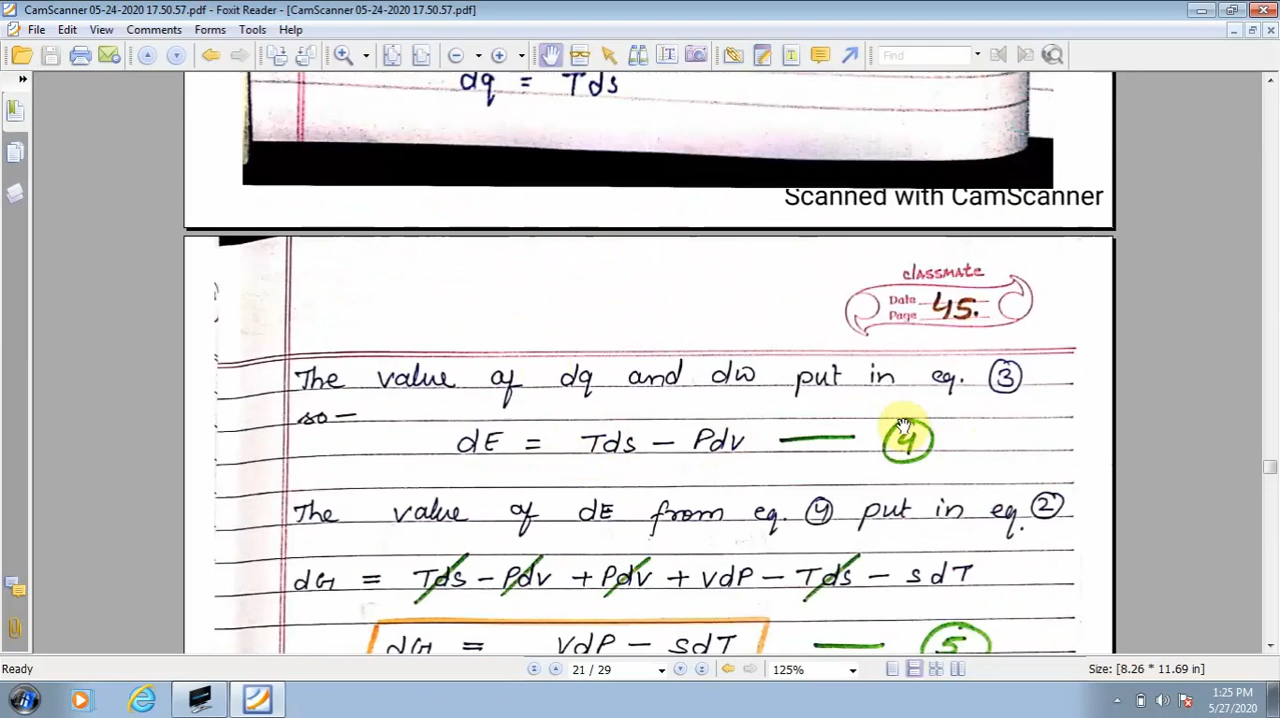 CamScanner 05-24-2020 17.50.57.pdf - Foxit Reader - [CamScanner 05-24-2020 17.50.57.pdf]
File Edit View Comments Forms Tools Help
Find
dq = Tds
Scanned with CamScanner
classmate
Date
Page 45.
The value of dq and dw put in eq. ③
so-
dE = Tds - Pdv — ④
The value of dE from eq. ④ put in eq. ②
dG = Tds - Pdv + Pdv + vdP - Tds - sdT
dG = vdP - sdT — ⑤
Ready
21 / 29
125%
Size: [8.26 * 11.69 in]
1:25 PM
5/27/2020